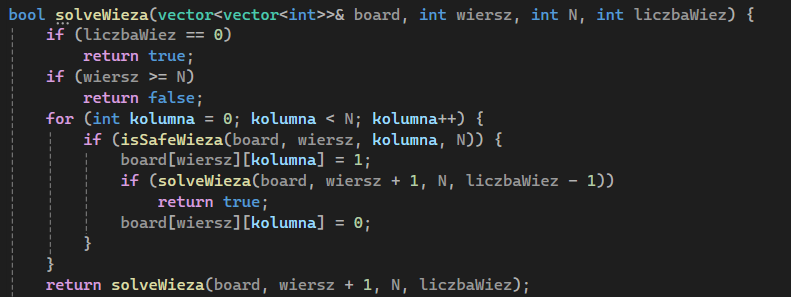 bool solveWieza(vector<vector<int>>& board, int wiersz, int N, int liczbaWiez) {
    if (liczbaWiez == 0)
        return true;
    if (wiersz >= N)
        return false;
    for (int kolumna = 0; kolumna < N; kolumna++) {
        if (isSafeWieza(board, wiersz, kolumna, N)) {
            board[wiersz][kolumna] = 1;
            if (solveWieza(board, wiersz + 1, N, liczbaWiez - 1))
                return true;
            board[wiersz][kolumna] = 0;
        }
    }
    return solveWieza(board, wiersz + 1, N, liczbaWiez);